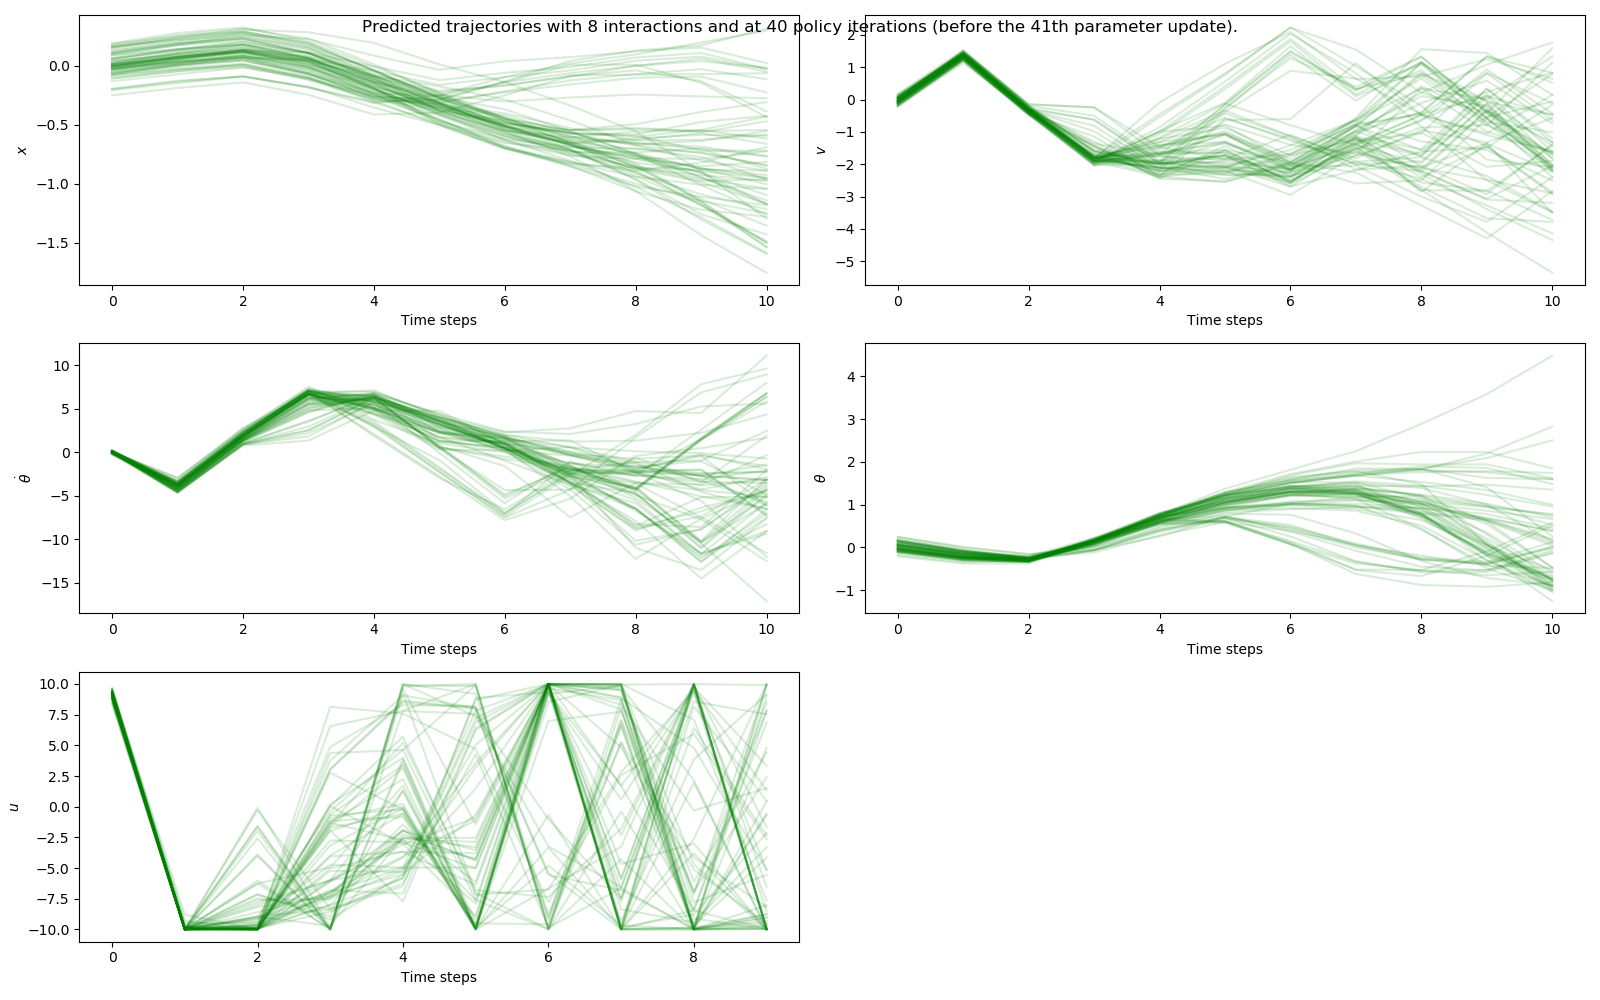 Predicted trajectories with 8 interactions and at 40 policy iterations (before the 41th parameter update).
0.0
−0.5
−1.0
−1.5
x
0 2 4 6 8 10
Time steps
2
1
0
−1
−2
−3
−4
−5
v
0 2 4 6 8 10
Time steps
10
5
0
−5
−10
−15
θ̇
0 2 4 6 8 10
Time steps
4
3
2
1
0
−1
θ
0 2 4 6 8 10
Time steps
10.0
7.5
5.0
2.5
0.0
−2.5
−5.0
−7.5
−10.0
u
0 2 4 6 8
Time steps